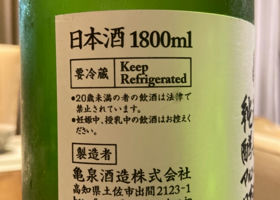 日本酒 1800ml
要冷蔵 Keep Refrigerated
●20歳未満の者の飲酒は法律で
禁止されています。
●妊娠中、授乳中の飲酒はお控えく
ださい。
製造者
亀泉酒造株式会社
高知県土佐市出間2123-1
純